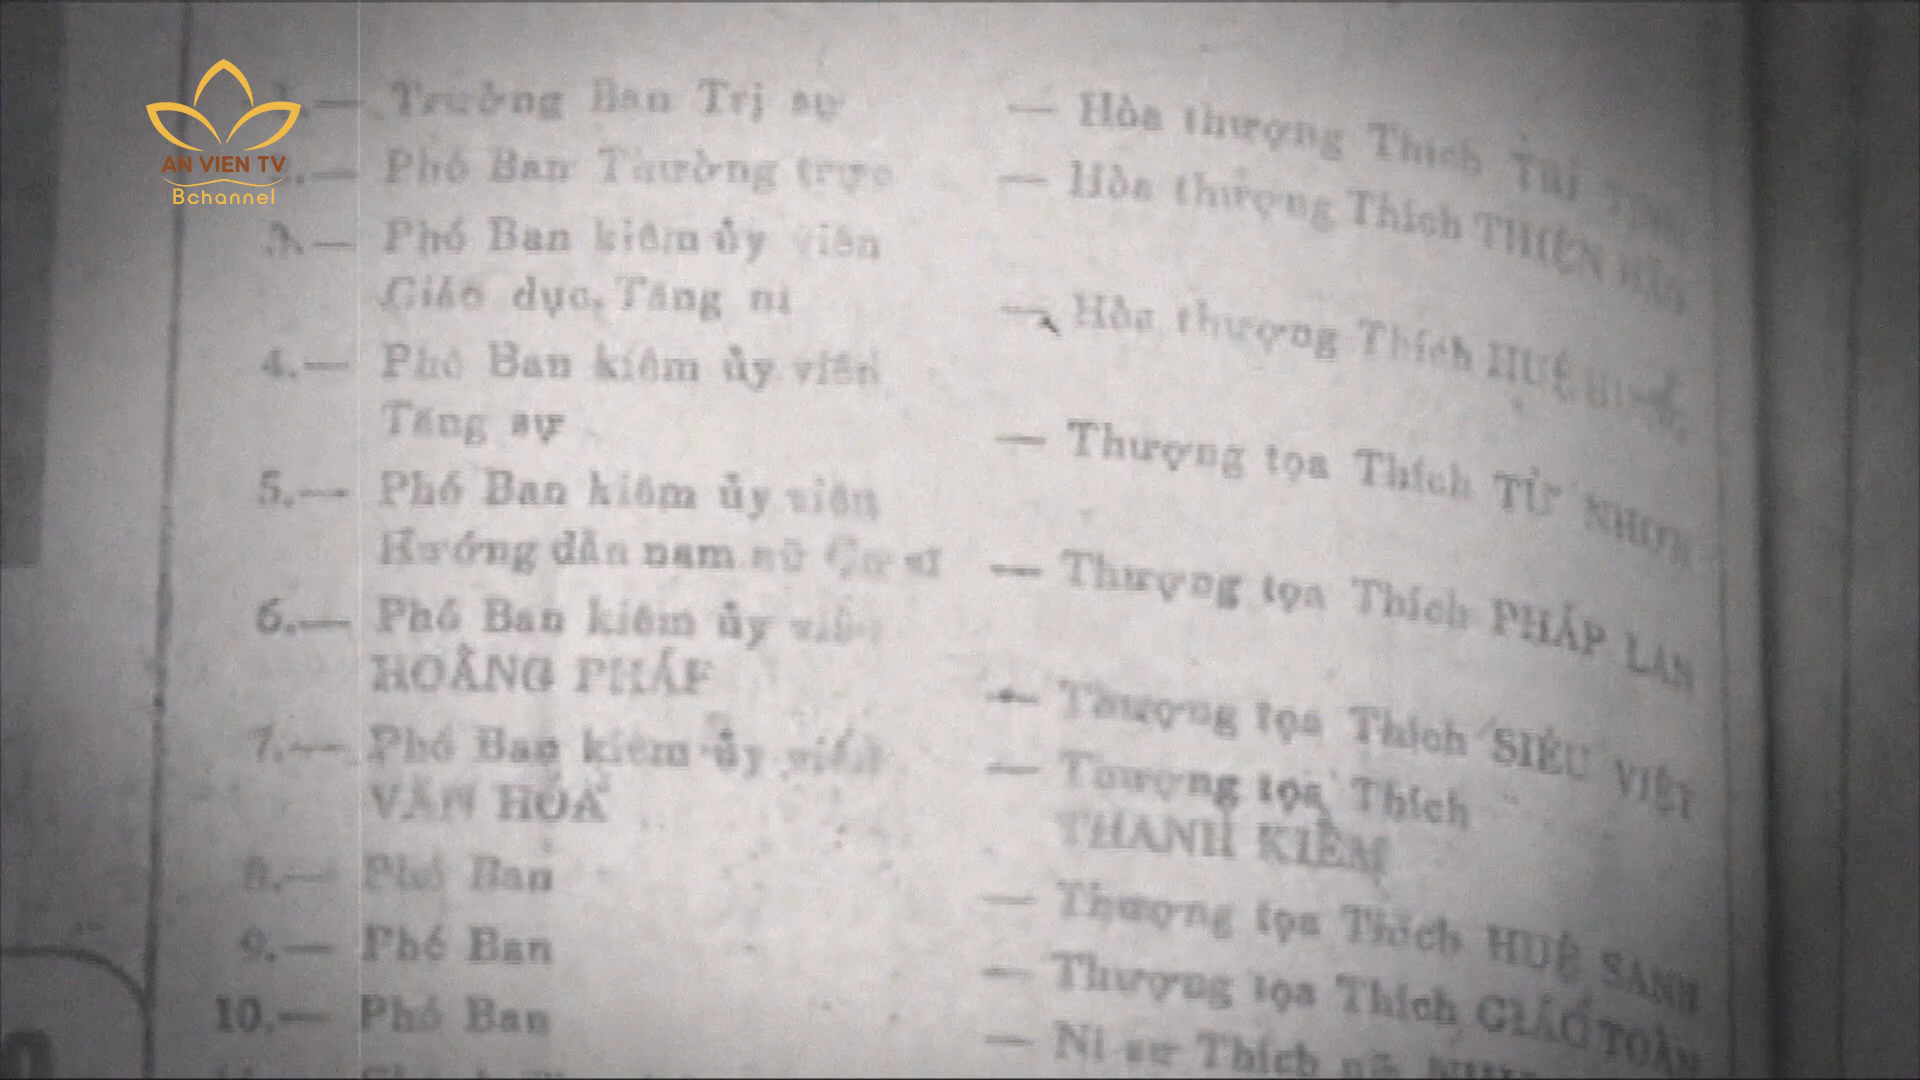 AN VIEN TV
Bchannel
Trưởng Ban Trị sự — Hòa thượng Thích
— Phó Ban Thường trực — Hòa thượng Thích THIỆN
3.— Phó Ban kiêm ủy viên
Giáo dục, Tăng ni — Hòa thượng Thích HUỆ
4.— Phó Ban kiêm ủy viên
Tăng sự — Thượng tọa Thích TỪ NHƠN
5.— Phó Ban kiêm ủy viên
Hướng dẫn nam nữ Cư sĩ — Thượng tọa Thích PHÁP LAN
6.— Phó Ban kiêm ủy viên
HOẰNG PHÁP — Thượng tọa Thích SIÊU VIỆT
7.— Phó Ban kiêm ủy viên — Thượng tọa Thích
VĂN HÓA THANH KIỂM
8.— Phó Ban — Thượng tọa Thích HUỆ SANH
9.— Phó Ban — Thượng tọa Thích GIÁC TOÀN
10.— Phó Ban — Ni sư Thích nữ